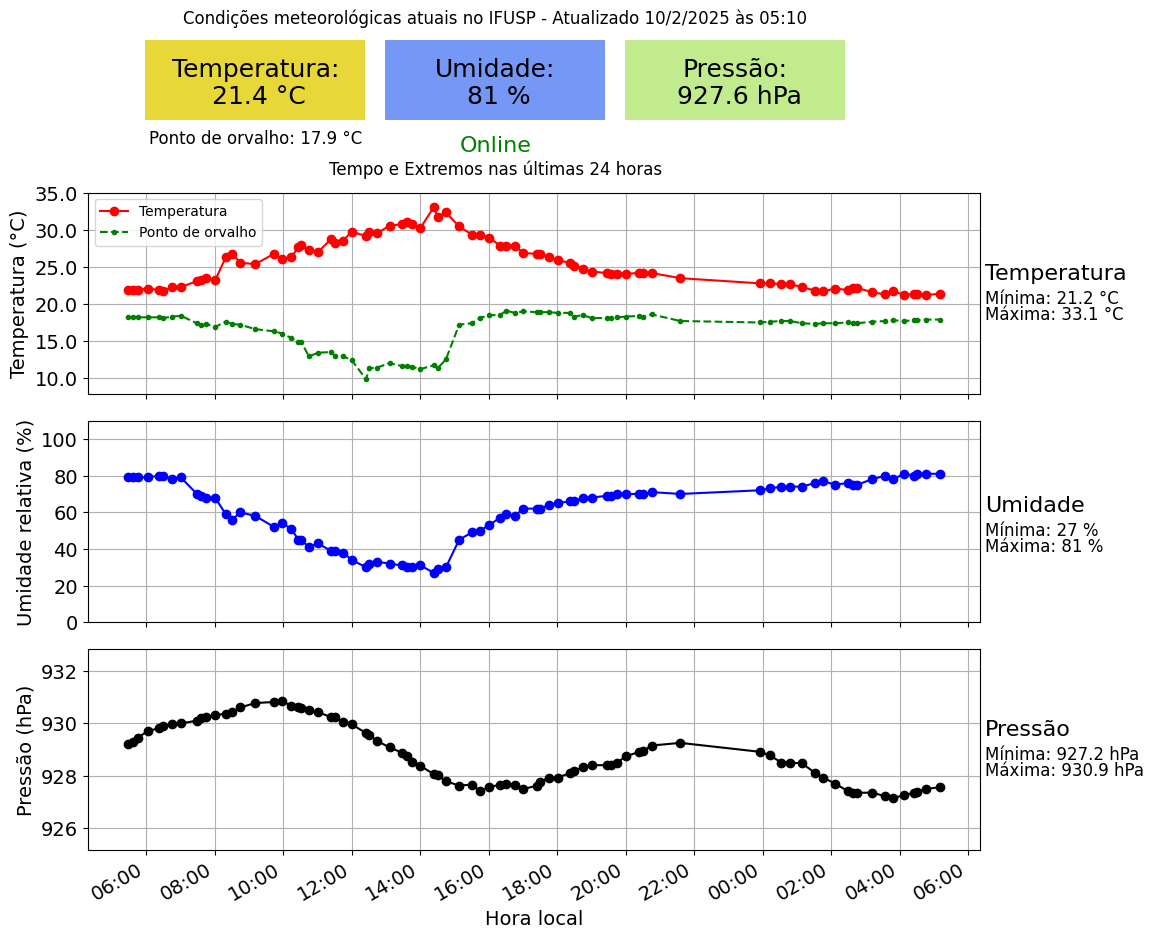 Condições meteorológicas atuais no IFUSP - Atualizado 10/2/2025 às 05:10
Temperatura:
21.4 °C
Umidade:
81 %
Pressão:
927.6 hPa
Ponto de orvalho: 17.9 °C
Online
Tempo e Extremos nas últimas 24 horas
Temperatura (°C)
35.0
30.0
25.0
20.0
15.0
10.0
Temperatura
Ponto de orvalho
Temperatura
Mínima: 21.2 °C
Máxima: 33.1 °C
Umidade relativa (%)
100
80
60
40
20
0
Umidade
Mínima: 27 %
Máxima: 81 %
Pressão (hPa)
932
930
928
926
Pressão
Mínima: 927.2 hPa
Máxima: 930.9 hPa
06:00 08:00 10:00 12:00 14:00 16:00 18:00 20:00 22:00 00:00 02:00 04:00 06:00
Hora local